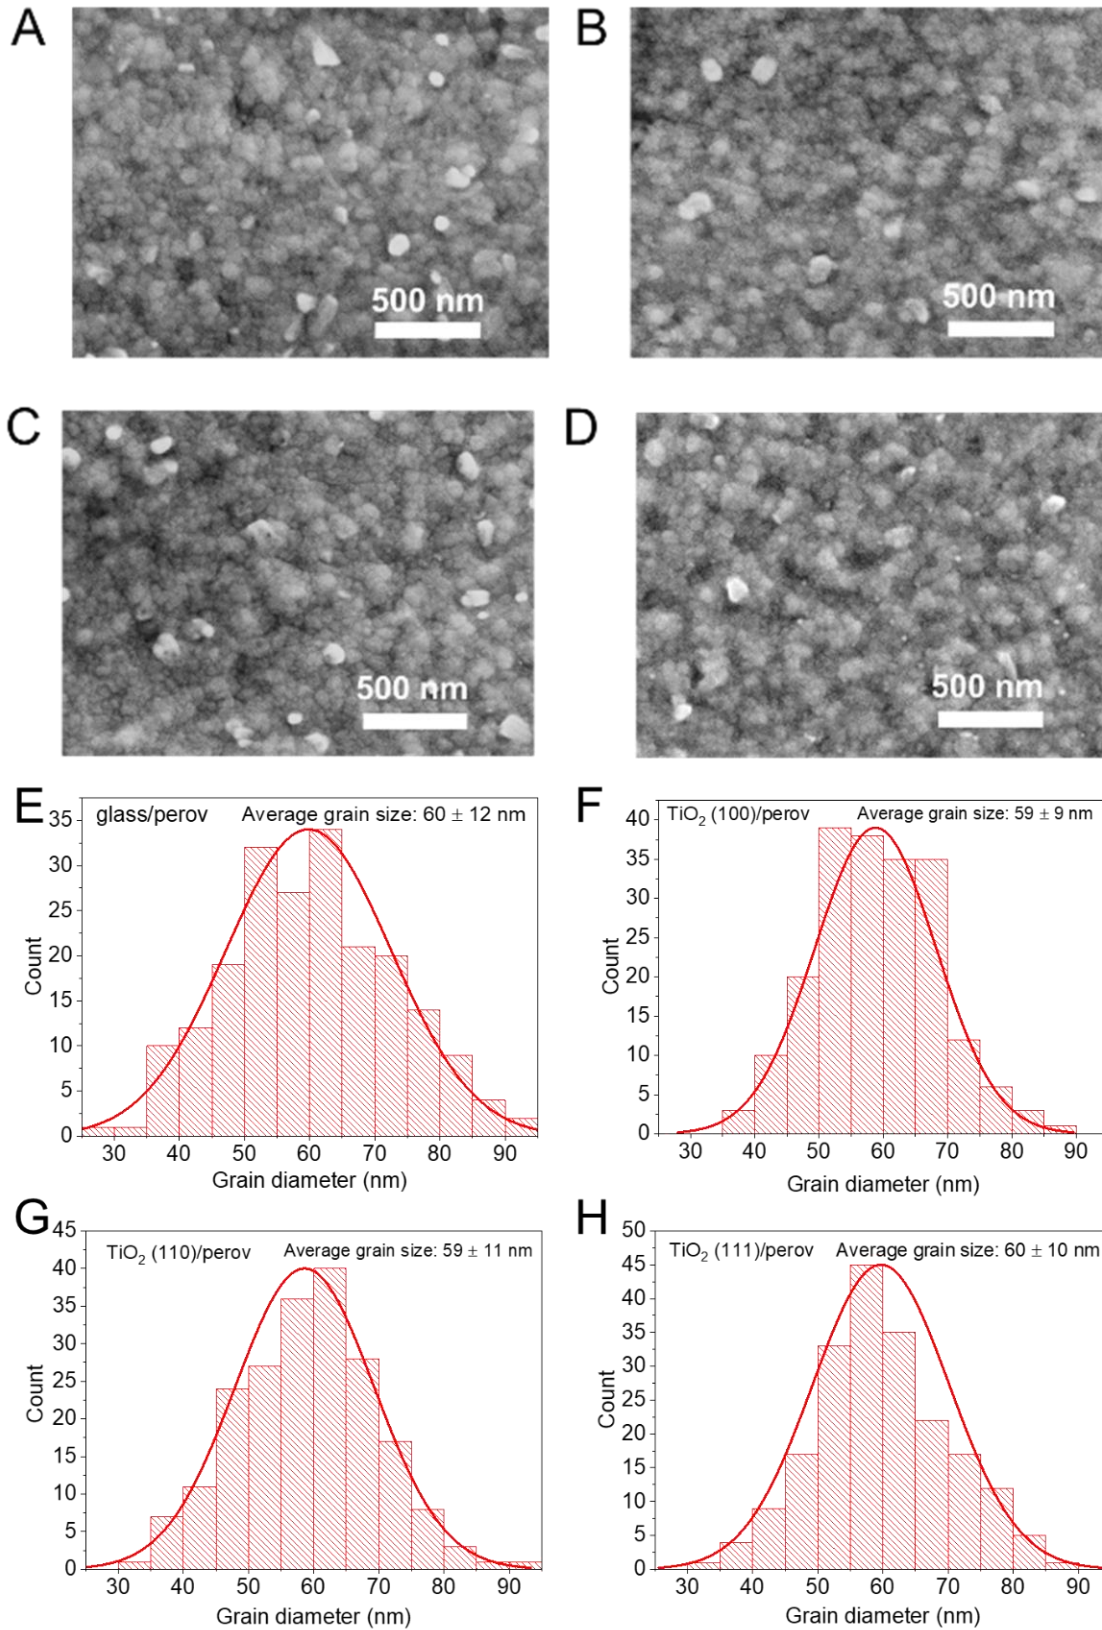 A
B
500 nm
500 nm
C
D
500 nm
500 nm
E
glass/perov
Average grain size: 60 ± 12 nm
35
30
25
20
15
10
5
0
Count
30 40 50 60 70 80 90
Grain diameter (nm)
F
TiO₂ (100)/perov
Average grain size: 59 ± 9 nm
40
35
30
25
20
15
10
5
0
Count
30 40 50 60 70 80 90
Grain diameter (nm)
G
TiO₂ (110)/perov
Average grain size: 59 ± 11 nm
45
40
35
30
25
20
15
10
5
0
Count
30 40 50 60 70 80 90
Grain diameter (nm)
H
TiO₂ (111)/perov
Average grain size: 60 ± 10 nm
50
45
40
35
30
25
20
15
10
5
0
Count
30 40 50 60 70 80 90
Grain diameter (nm)